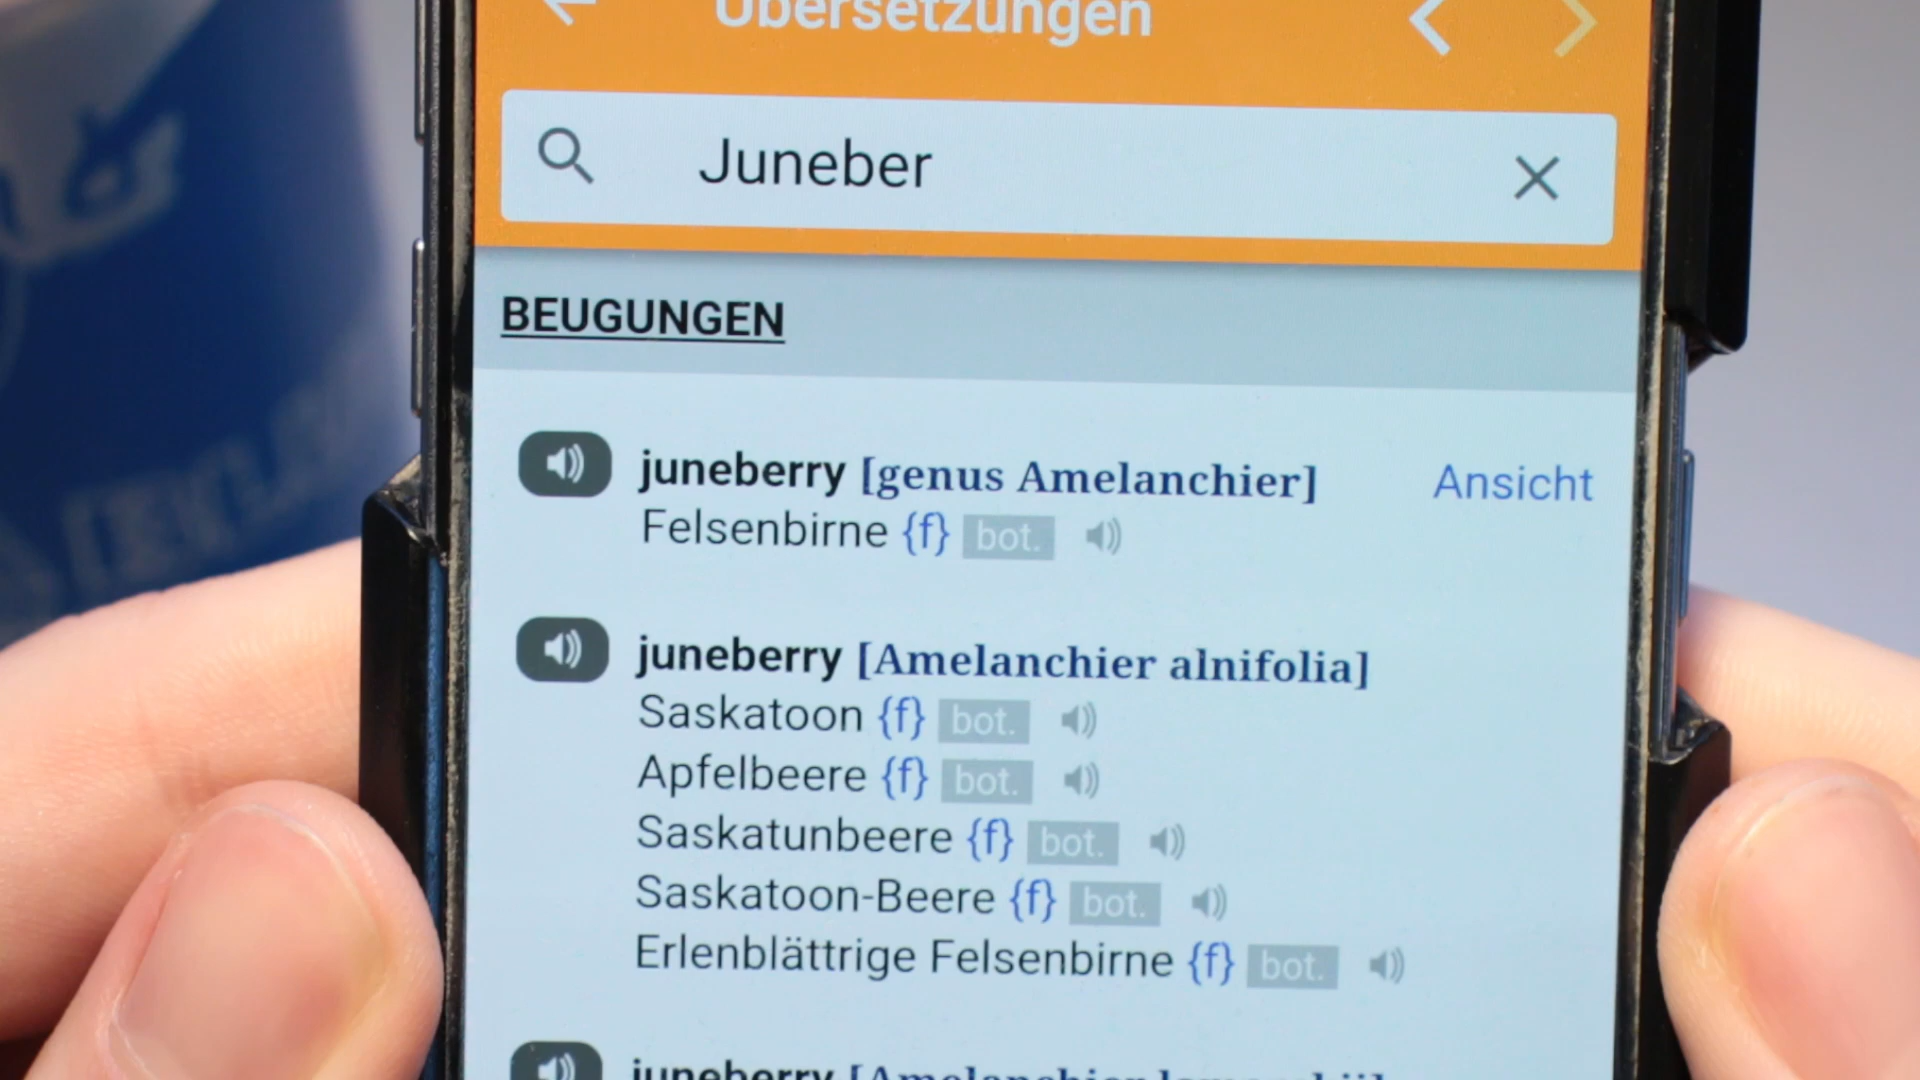 Übersetzungen
Juneber
BEUGUNGEN
juneberry [genus Amelanchier] Ansicht
Felsenbirne {f} bot.
juneberry [Amelanchier alnifolia]
Saskatoon {f} bot.
Apfelbeere {f} bot.
Saskatunbeere {f} bot.
Saskatoon-Beere {f} bot.
Erlenblättrige Felsenbirne {f} bot.
juneberry [Amelanchier